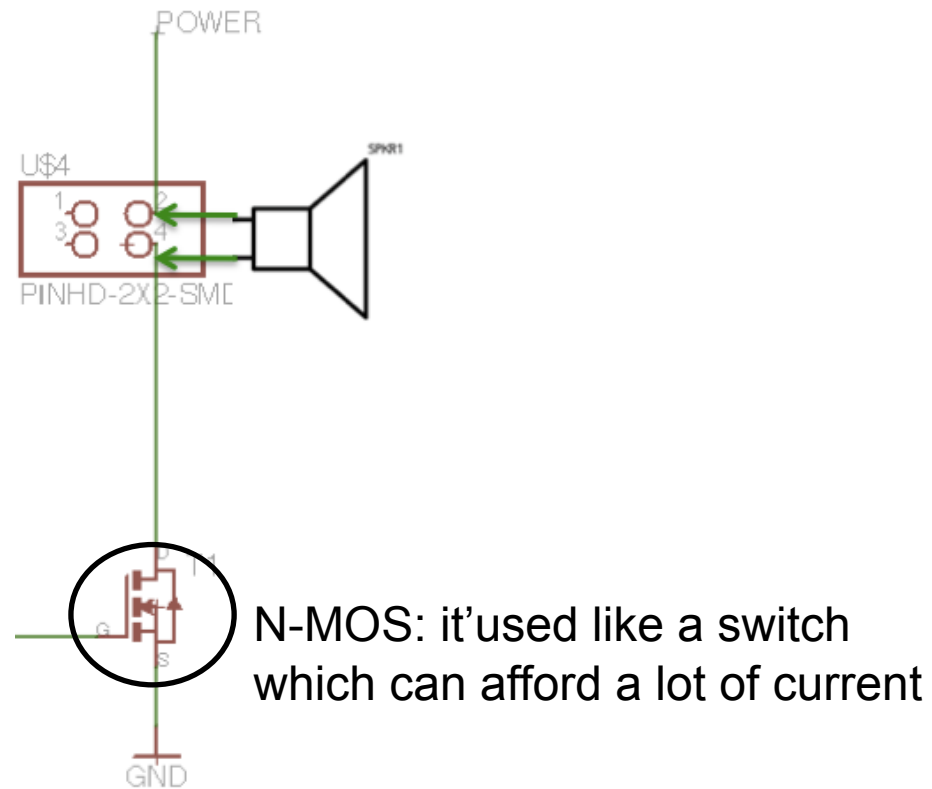 POWER
SPKR1
U$4
1 2
3 4
PINHD-2X2-SMD
D
T1
G
S
N-MOS: it’used like a switch
which can afford a lot of current
GND